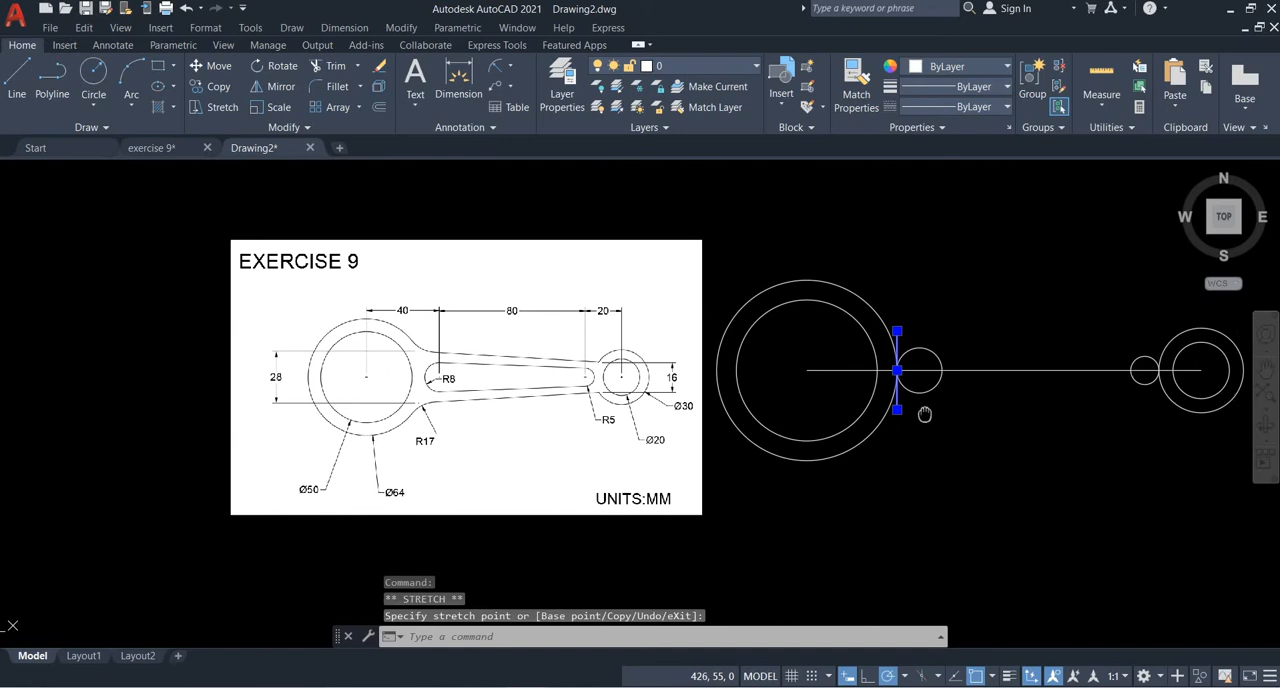 Autodesk AutoCAD 2021 Drawing2.dwg
Type a keyword or phrase
Sign In
File Edit View Insert Format Tools Draw Dimension Modify Parametric Window Help Express
Home Insert Annotate Parametric View Manage Output Add-ins Collaborate Express Tools Featured Apps
Line Polyline Circle Arc
Move Rotate Trim
Copy Mirror Fillet
Stretch Scale Array
Text Dimension Table
Layer Properties
0
Make Current
Match Layer
Insert
Match Properties
ByLayer
ByLayer
ByLayer
Group
Measure
Paste
Base
Draw Modify Annotation Layers Block Properties Groups Utilities Clipboard View
Start exercise 9* Drawing2*
EXERCISE 9
40 80 20
28
R8
16
R5
Ø30
R17
Ø20
Ø50
Ø64
UNITS:MM
N
W TOP E
S
WCS
Command:
** STRETCH **
Specify stretch point or [Base point/Copy/Undo/eXit]:
Type a command
Model Layout1 Layout2
426, 55, 0 MODEL
1:1